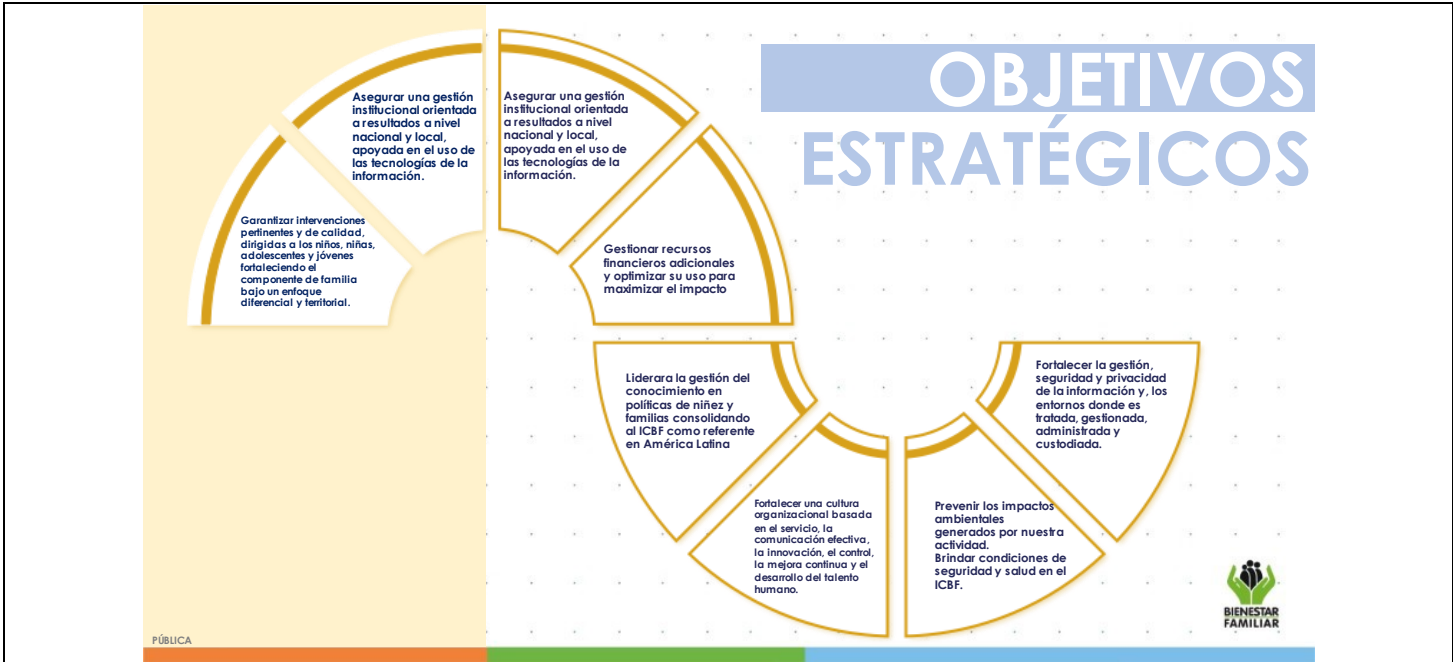 OBJETIVOS
ESTRATÉGICOS
Garantizar intervenciones
pertinentes y de calidad,
dirigidas a los niños, niñas,
adolescentes y jóvenes
fortaleciendo el
componente de familia
bajo un enfoque
diferencial y territorial.
Asegurar una gestión
institucional orientada
a resultados a nivel
nacional y local,
apoyada en el uso de
las tecnologías de la
información.
Asegurar una gestión
institucional orientada
a resultados a nivel
nacional y local,
apoyada en el uso de
las tecnologías de la
información.
Gestionar recursos
financieros adicionales
y optimizar su uso para
maximizar el impacto
Liderara la gestión del
conocimiento en
políticas de niñez y
familias consolidando
al ICBF como referente
en América Latina
Fortalecer una cultura
organizacional basada
en el servicio, la
comunicación efectiva,
la innovación, el control,
la mejora continua y el
desarrollo del talento
humano.
Prevenir los impactos
ambientales
generados por nuestra
actividad.
Brindar condiciones de
seguridad y salud en el
ICBF.
Fortalecer la gestión,
seguridad y privacidad
de la información y, los
entornos donde es
tratada, gestionada,
administrada y
custodiada.
BIENESTAR
FAMILIAR
PÚBLICA